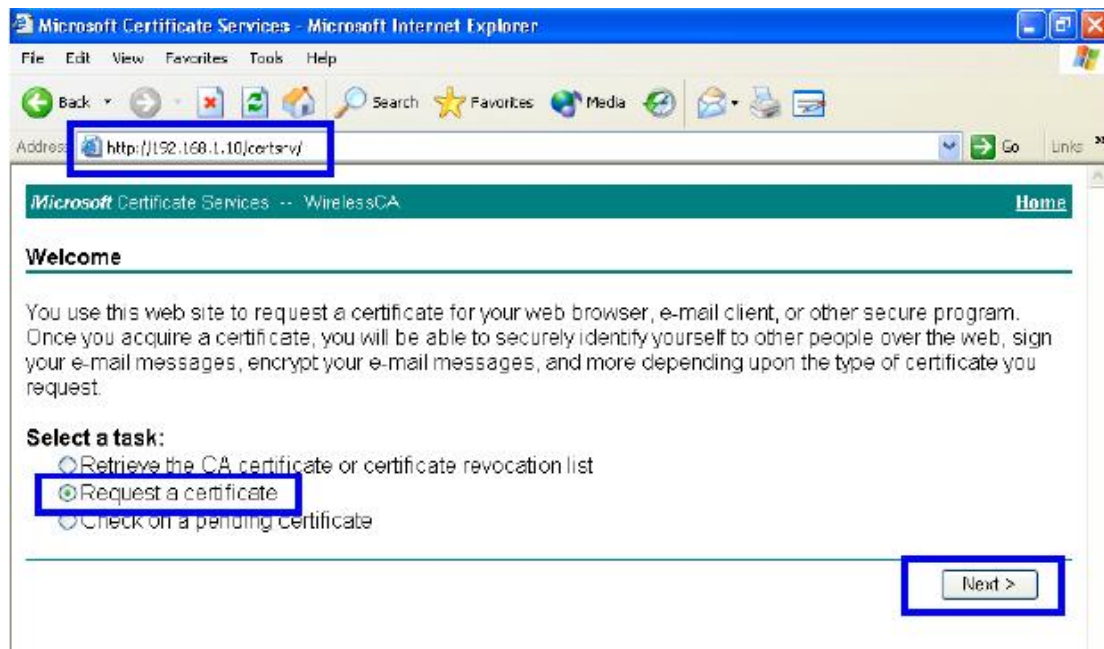 Microsoft Certificate Services - Microsoft Internet Explorer
File Edit View Favorites Tools Help
Back Search Favorites Media
Address http://192.168.1.10/certsrv/ Go Links »
Microsoft Certificate Services -- WirelessCA Home
Welcome
You use this web site to request a certificate for your web browser, e-mail client, or other secure program.
Once you acquire a certificate, you will be able to securely identify yourself to other people over the web, sign
your e-mail messages, encrypt your e-mail messages, and more depending upon the type of certificate you
request.
Select a task:
Retrieve the CA certificate or certificate revocation list
Request a certificate
Check on a pending certificate
Next >